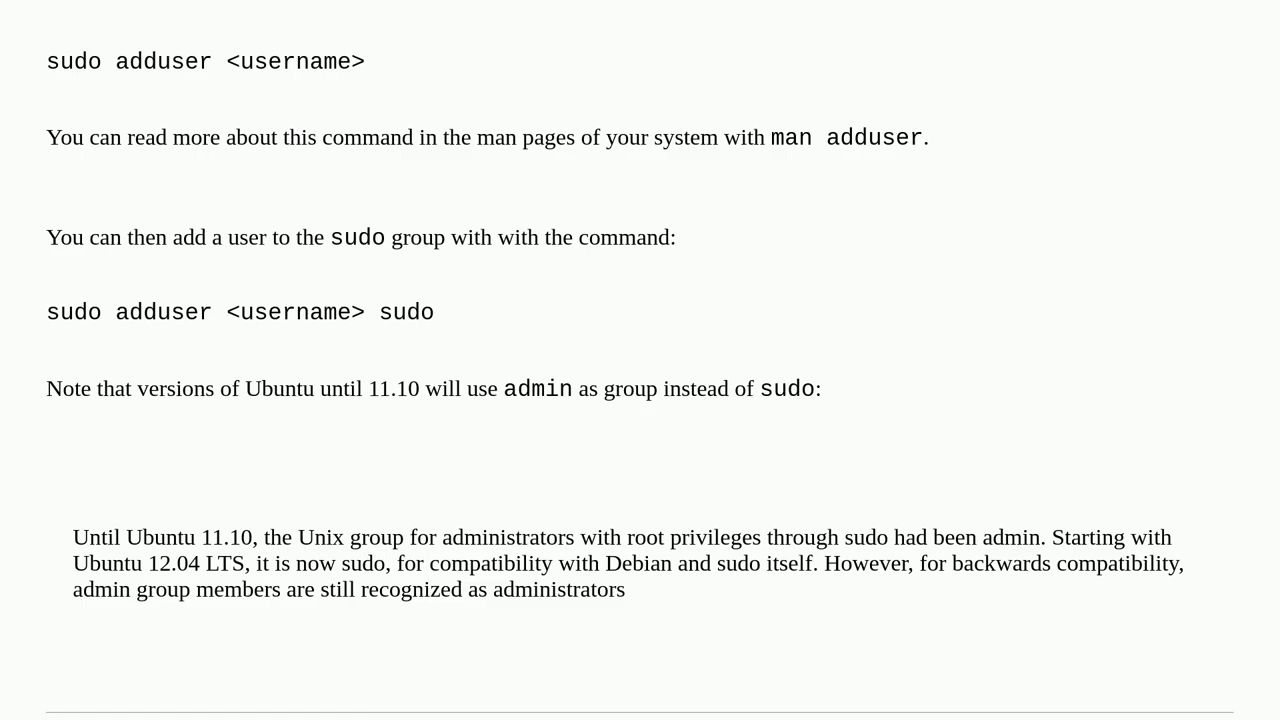 sudo adduser <username>
You can read more about this command in the man pages of your system with man adduser.
You can then add a user to the sudo group with with the command:
sudo adduser <username> sudo
Note that versions of Ubuntu until 11.10 will use admin as group instead of sudo:
Until Ubuntu 11.10, the Unix group for administrators with root privileges through sudo had been admin. Starting with
Ubuntu 12.04 LTS, it is now sudo, for compatibility with Debian and sudo itself. However, for backwards compatibility,
admin group members are still recognized as administrators